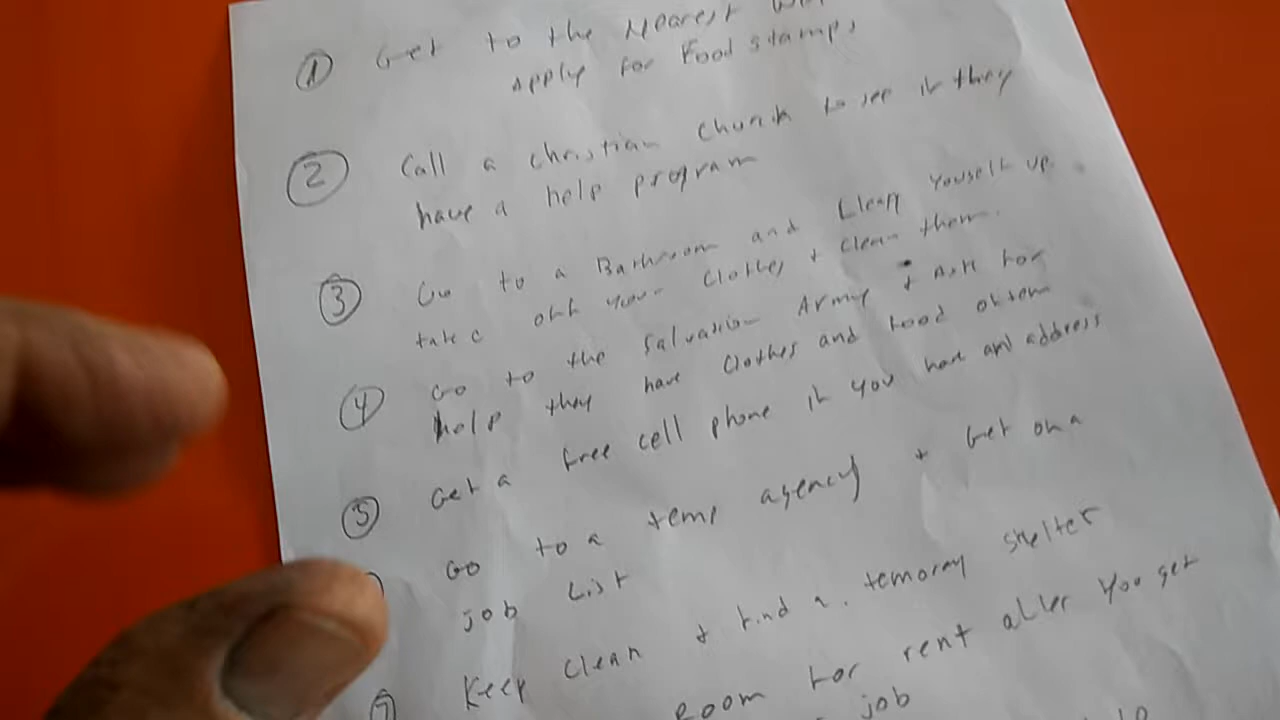 1 Get to the Nearest
Apply for Food stamps
2 Call a christian church to see if they
have a help program
3 Go to a Bathroom and Clean Youself up.
take off your clothes + clean them.
4 Go to the salvation Army + ask for
help they have clothes and food often
5 Get a free cell phone if you have an address
Go to a temp agency + Get on a
job List
7 Keep clean + find a temoray shelter
Room for rent after You get
job